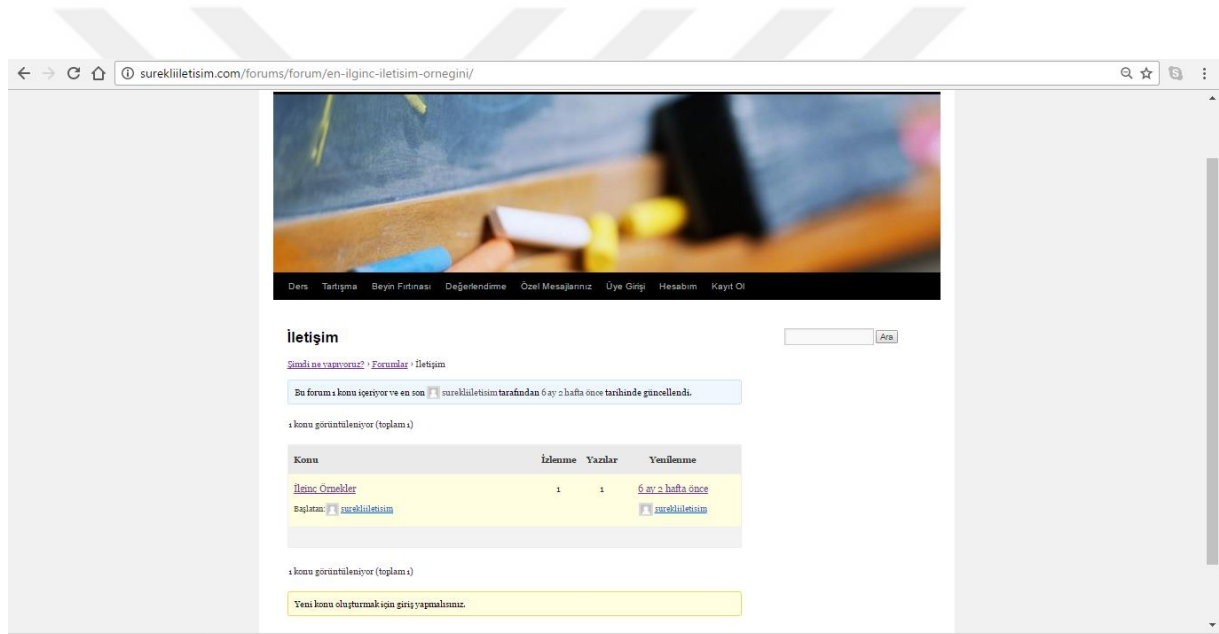 surekliiletisim.com/forums/forum/en-ilginc-iletisim-ornegini/
Ders Tartışma Beyin Fırtınası Değerlendirme Özel Mesajlarınız Üye Girişi Hesabım Kayıt Ol
İletişim
Ara
Şimdi ne yapıyoruz? › Forumlar › İletişim
Bu forum 1 konu içeriyor ve en son surekliiletisim tarafından 6 ay 2 hafta önce tarihinde güncellendi.
1 konu görüntüleniyor (toplam 1)
Konu İzlenme Yazılar Yenilenme
İlginç Örnekler 1 1 6 ay 2 hafta önce
Başlatan: surekliiletisim surekliiletisim
1 konu görüntüleniyor (toplam 1)
Yeni konu oluşturmak için giriş yapmalısınız.